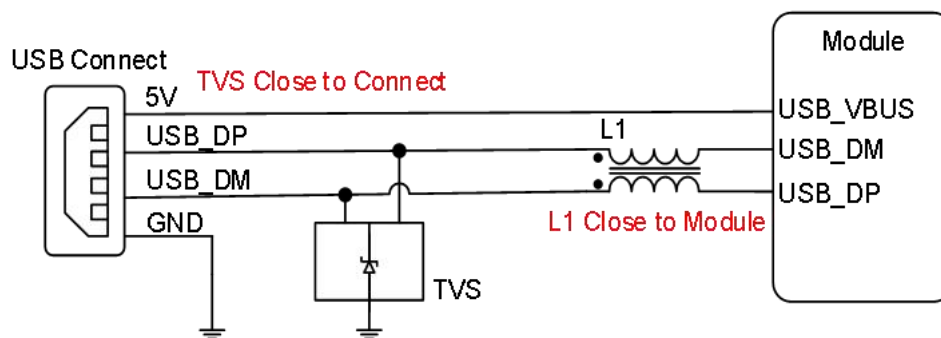 USB Connect
TVS Close to Connect
5V
USB_DP
USB_DM
GND
TVS
L1
L1 Close to Module
Module
USB_VBUS
USB_DM
USB_DP